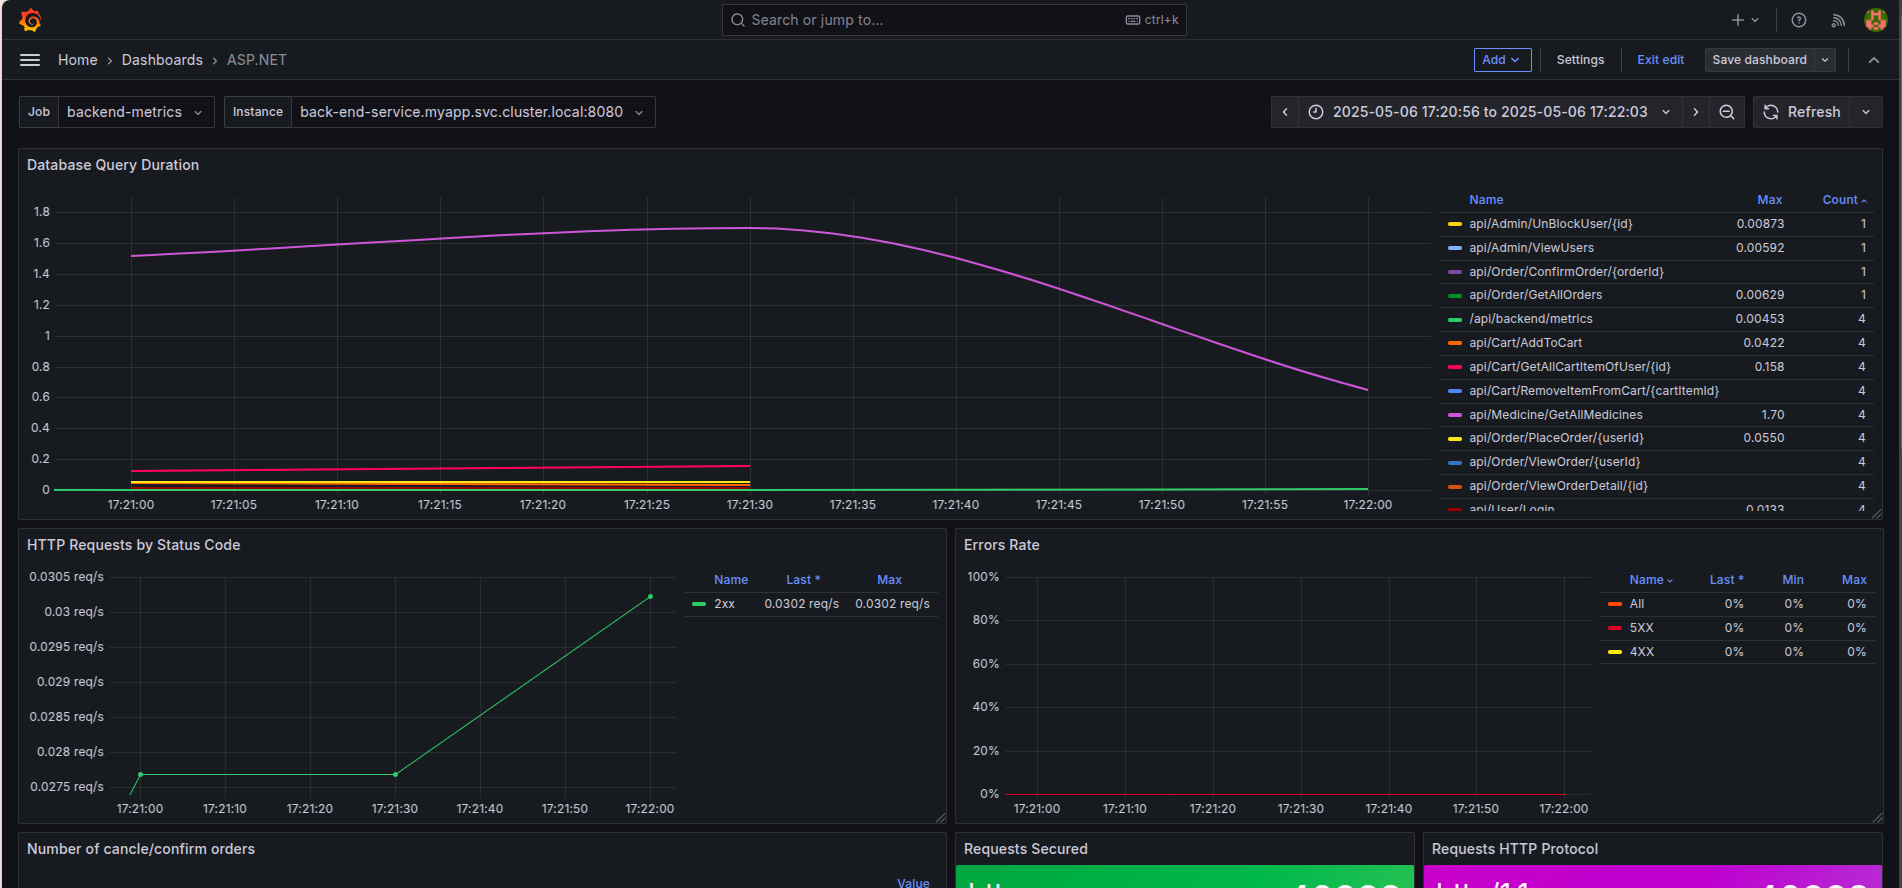 Search or jump to... ctrl+k
Home › Dashboards › ASP.NET
Add Settings Exit edit Save dashboard
Job backend-metrics Instance back-end-service.myapp.svc.cluster.local:8080 2025-05-06 17:20:56 to 2025-05-06 17:22:03 Refresh
Database Query Duration
1.8
1.6
1.4
1.2
1
0.8
0.6
0.4
0.2
0
17:21:00 17:21:05 17:21:10 17:21:15 17:21:20 17:21:25 17:21:30 17:21:35 17:21:40 17:21:45 17:21:50 17:21:55 17:22:00
Name Max Count
api/Admin/UnBlockUser/{id} 0.00873 1
api/Admin/ViewUsers 0.00592 1
api/Order/ConfirmOrder/{orderId} 1
api/Order/GetAllOrders 0.00629 1
/api/backend/metrics 0.00453 4
api/Cart/AddToCart 0.0422 4
api/Cart/GetAllCartItemOfUser/{id} 0.158 4
api/Cart/RemoveItemFromCart/{cartItemId} 4
api/Medicine/GetAllMedicines 1.70 4
api/Order/PlaceOrder/{userId} 0.0550 4
api/Order/ViewOrder/{userId} 4
api/Order/ViewOrderDetail/{id} 4
api/User/Login 0.0133 4
HTTP Requests by Status Code
0.0305 req/s
0.03 req/s
0.0295 req/s
0.029 req/s
0.0285 req/s
0.028 req/s
0.0275 req/s
17:21:00 17:21:10 17:21:20 17:21:30 17:21:40 17:21:50 17:22:00
Name Last * Max
2xx 0.0302 req/s 0.0302 req/s
Errors Rate
100%
80%
60%
40%
20%
0%
17:21:00 17:21:10 17:21:20 17:21:30 17:21:40 17:21:50 17:22:00
Name Last * Min Max
All 0% 0% 0%
5XX 0% 0% 0%
4XX 0% 0% 0%
Number of cancle/confirm orders
Value
Requests Secured
Requests HTTP Protocol